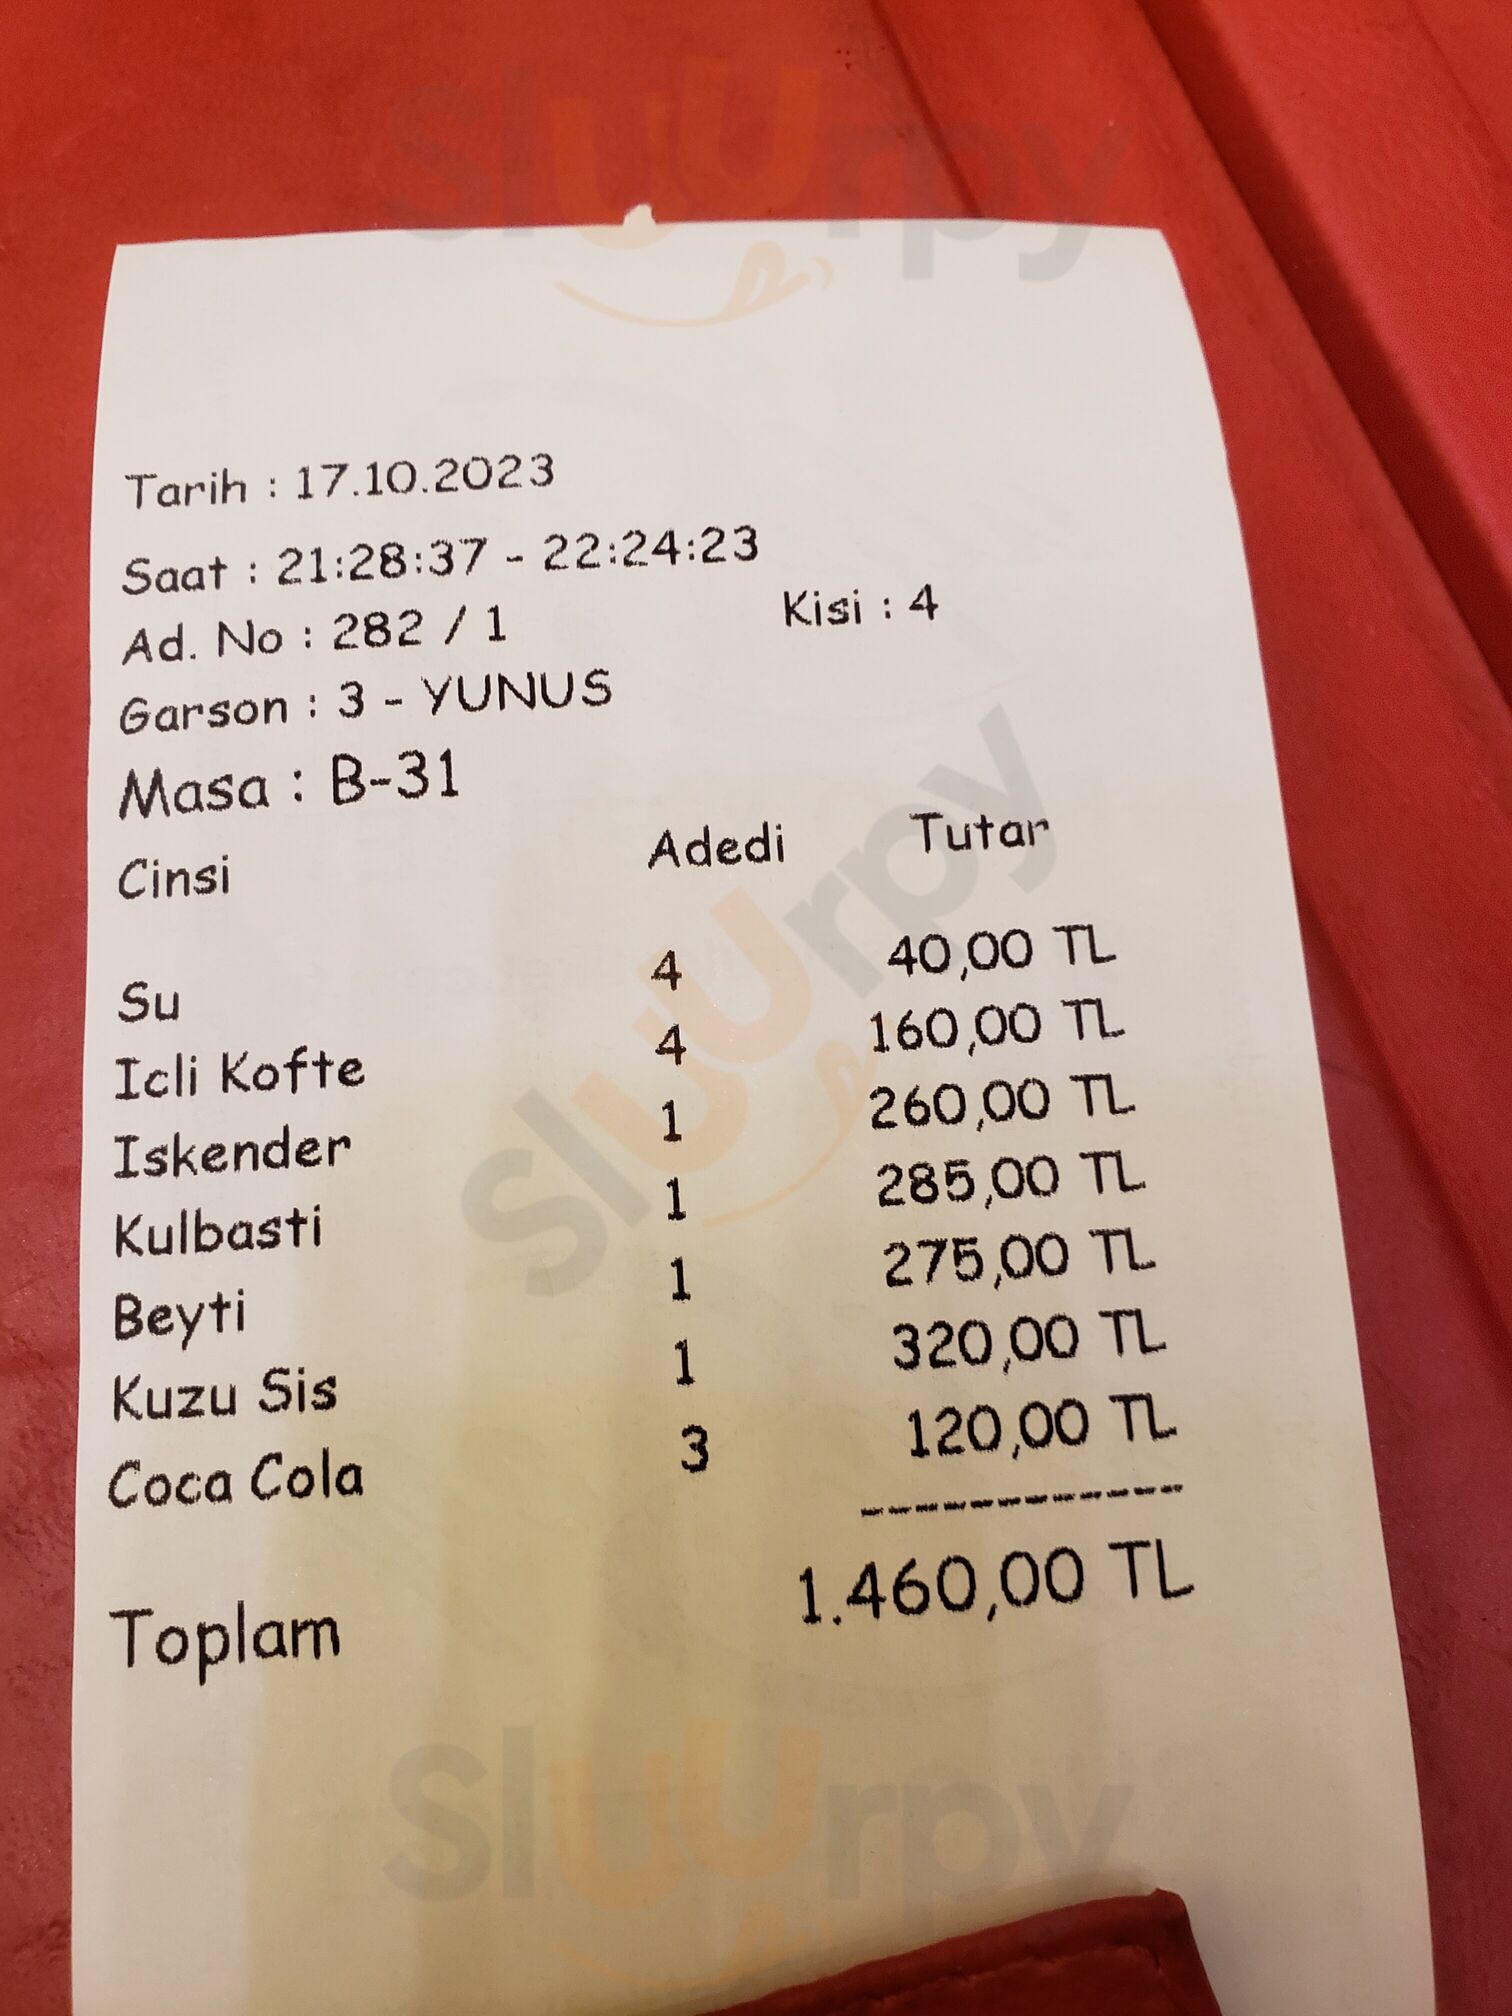 Sluurpy
Tarih : 17.10.2023
Saat : 21:28:37 - 22:24:23
Ad. No : 282 / 1 Kisi : 4
Garson : 3 - YUNUS
Masa : B-31
Cinsi Adedi Tutar
Su 4 40,00 TL
Icli Kofte 4 160,00 TL
Iskender 1 260,00 TL
Kulbasti 1 285,00 TL
Beyti 1 275,00 TL
Kuzu Sis 1 320,00 TL
Coca Cola 3 120,00 TL
-------------
Toplam 1.460,00 TL
Sluurpy
Sluurpy